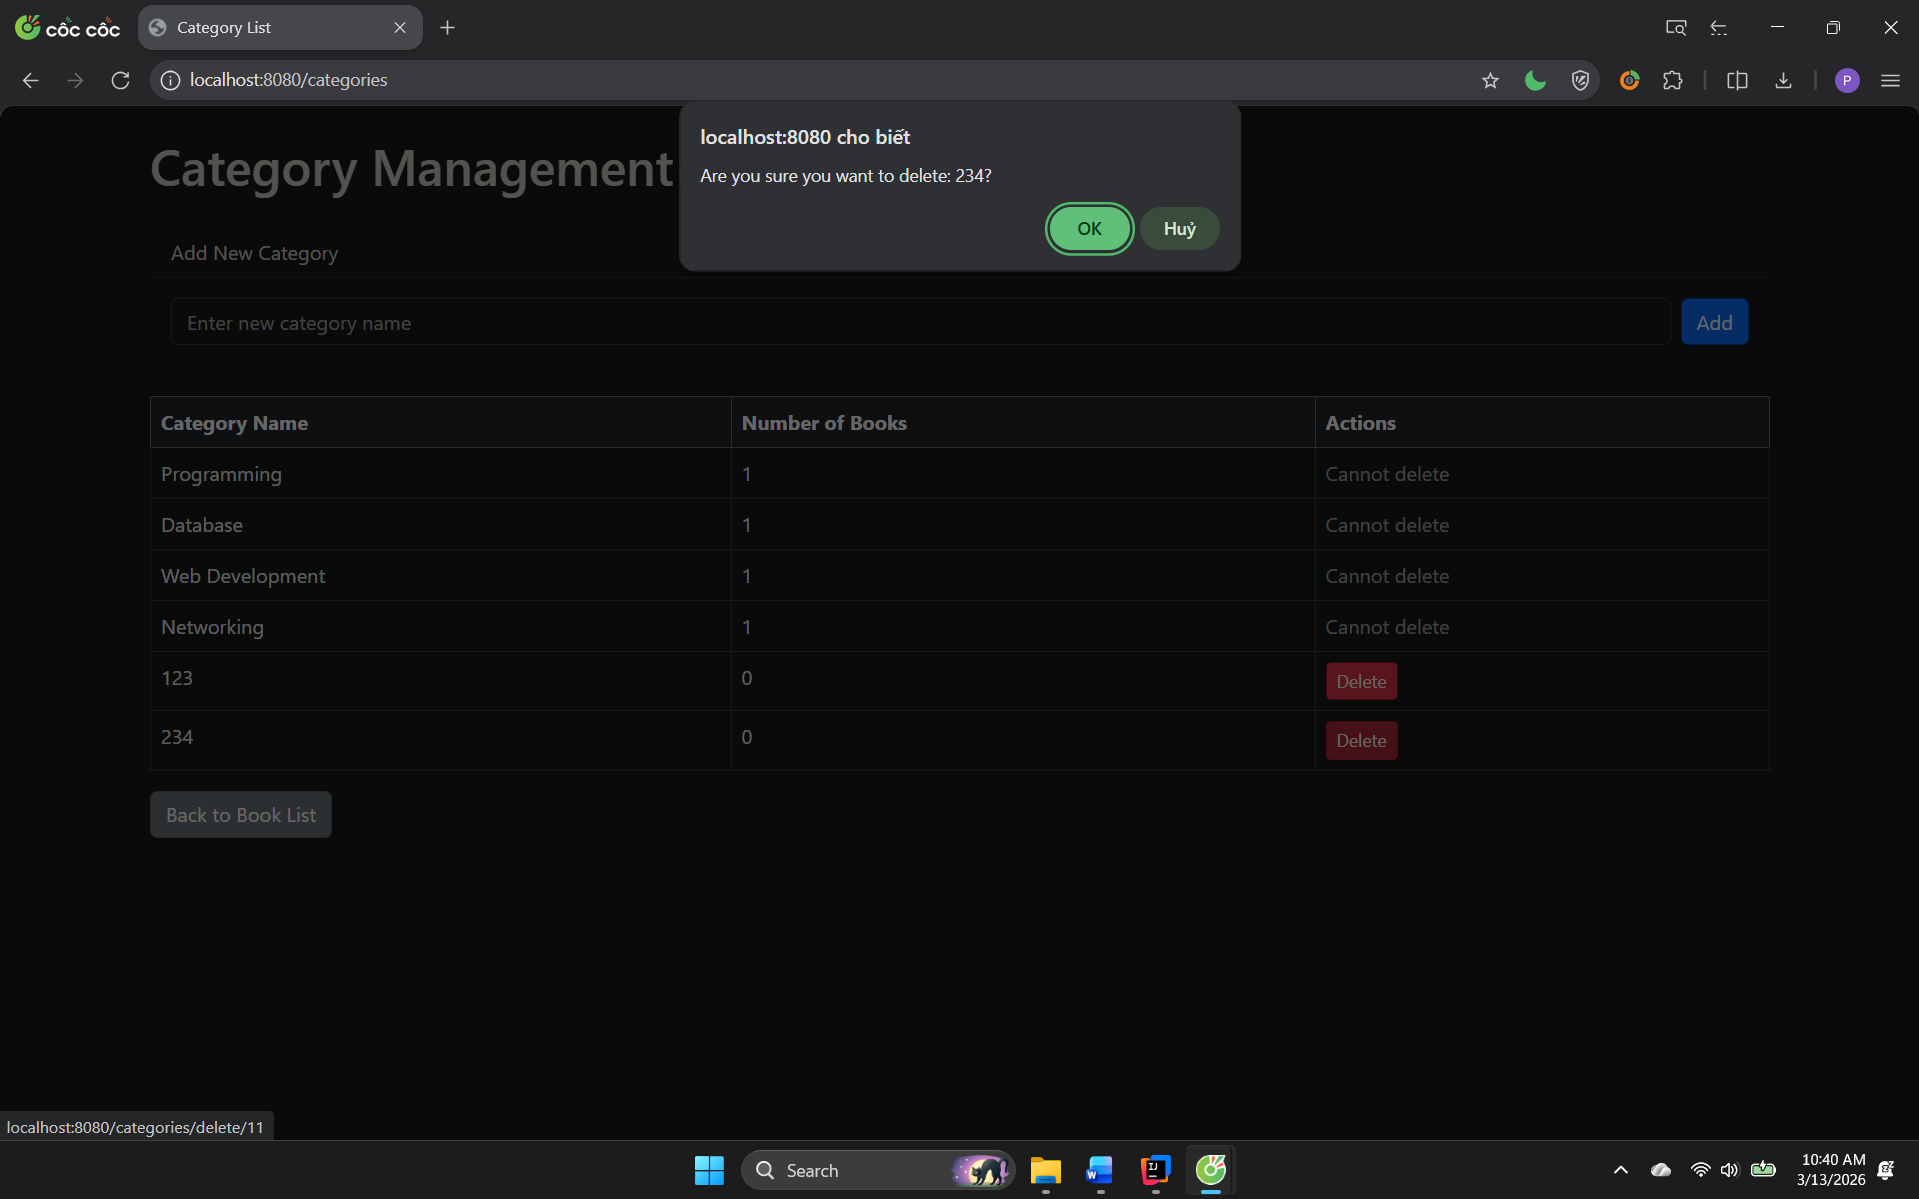 cốc cốc
Category List
localhost:8080/categories
P
localhost:8080 cho biết
Are you sure you want to delete: 234?
OK
Huỷ
Category Management
Add New Category
Enter new category name
Add
Category Name Number of Books Actions
Programming 1 Cannot delete
Database 1 Cannot delete
Web Development 1 Cannot delete
Networking 1 Cannot delete
123 0 Delete
234 0 Delete
Back to Book List
localhost:8080/categories/delete/11
Search
W
IJ
10:40 AM
3/13/2026